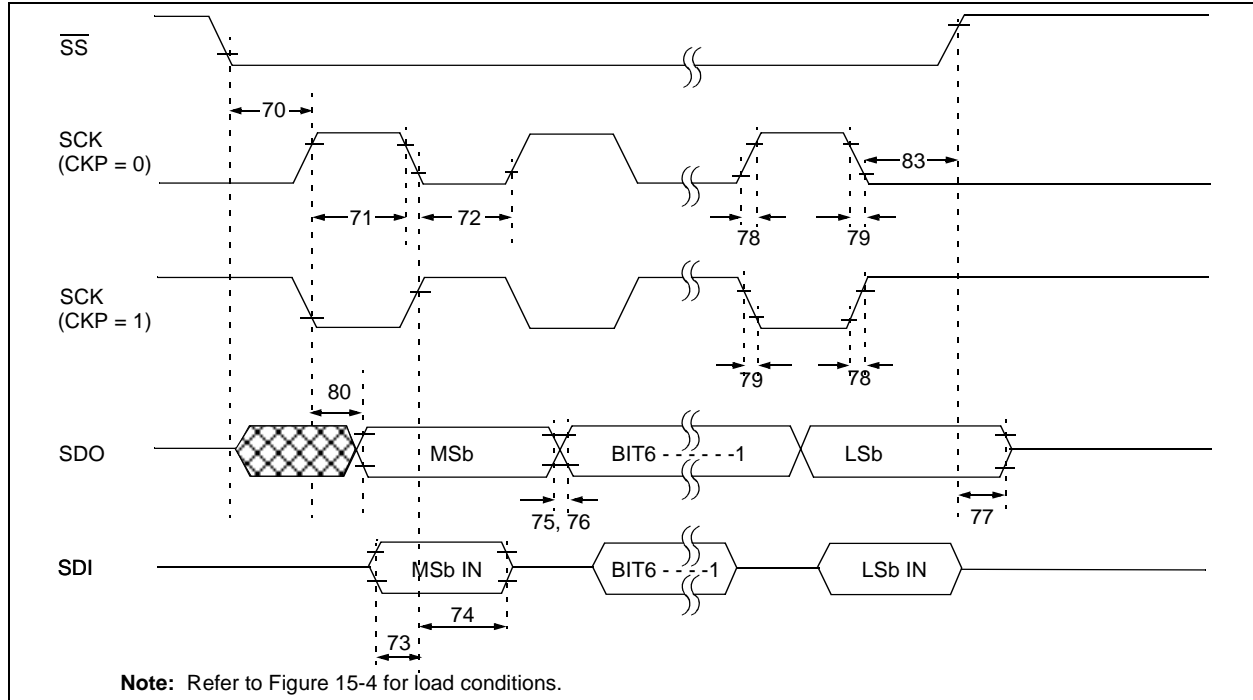 SS
70
SCK
(CKP = 0)
83
71
72
78
79
SCK
(CKP = 1)
79
78
80
SDO
MSb
BIT6 - - - - - - -1
LSb
75, 76
77
SDI
MSb IN
BIT6 - - - - -1
LSb IN
74
73
Note: Refer to Figure 15-4 for load conditions.